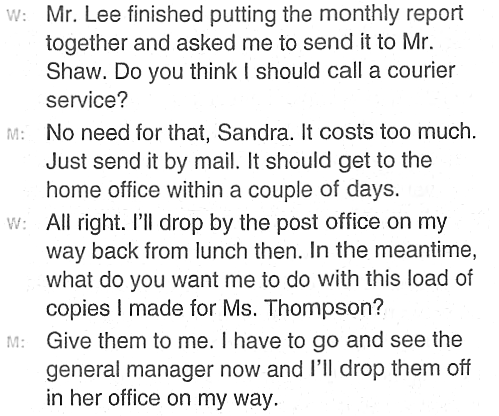 W: Mr. Lee finished putting the monthly report
together and asked me to send it to Mr.
Shaw. Do you think I should call a courier
service?
M: No need for that, Sandra. It costs too much.
Just send it by mail. It should get to the
home office within a couple of days.
W: All right. I'll drop by the post office on my
way back from lunch then. In the meantime,
what do you want me to do with this load of
copies I made for Ms. Thompson?
M: Give them to me. I have to go and see the
general manager now and I'll drop them off
in her office on my way.